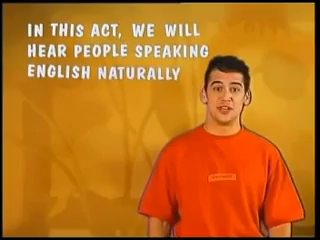 IN THIS ACT, WE WILL
HEAR PEOPLE SPEAKING
ENGLISH NATURALLY